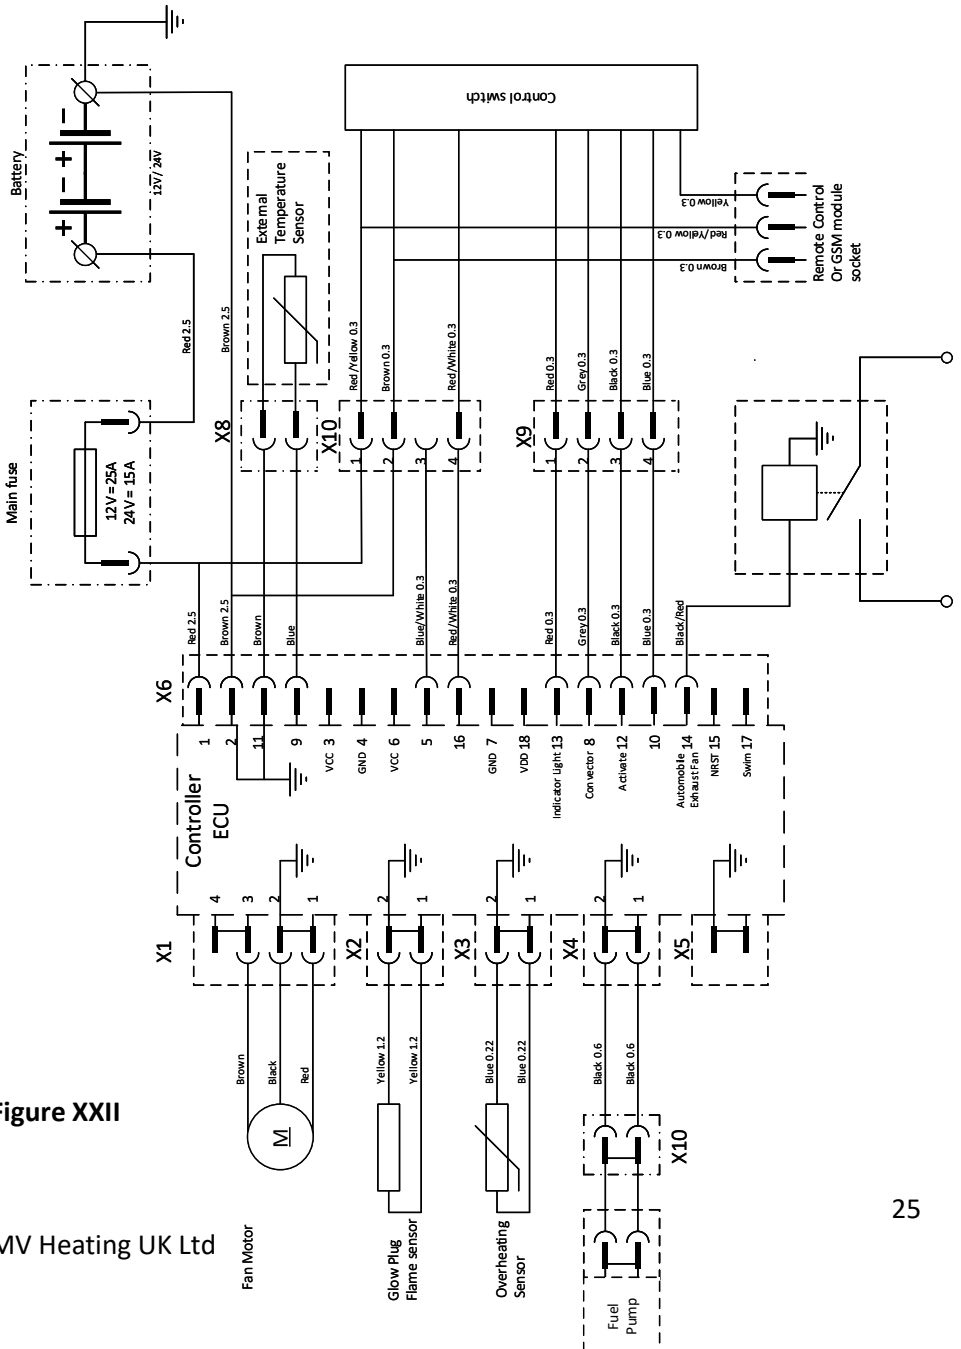 Battery
12V/ 24V
Main fuse
12V = 25A
24V = 15A
Red 2.5
Brown 2.5
External
Temperature
Sensor
Control switch
Yellow 0.3
Red/Yellow 0.3
Brown 0.3
Remote Control
Or GSM module
socket
X8
X10
1
2
3
4
Red/Yellow 0.3
Brown 0.3
Red/White 0.3
X9
1
2
3
4
Red 0.3
Grey 0.3
Black 0.3
Blue 0.3
Red 2.5
Brown 2.5
Brown
Blue
Blue/White 0.3
Red/White 0.3
Red 0.3
Grey 0.3
Black 0.3
Blue 0.3
Black/Red
X6
1
2
11
9
VCC 3
GND 4
VCC 6
5
16
GND 7
VDD 18
Indicator Light 13
Convector 8
Activate 12
10
Automobile 14
Exhaust Fan
NRST 15
Swim 17
Controller
ECU
X1
4
3
2
1
X2
2
1
X3
2
1
X4
2
1
X5
Brown
Black
Red
Yellow 1.2
Yellow 1.2
Blue 0.22
Blue 0.22
Black 0.6
Black 0.6
M
X10
Fan Motor
Glow Plug
Flame sensor
Overheating
Sensor
Fuel
Pump
Figure XXII
MV Heating UK Ltd
25